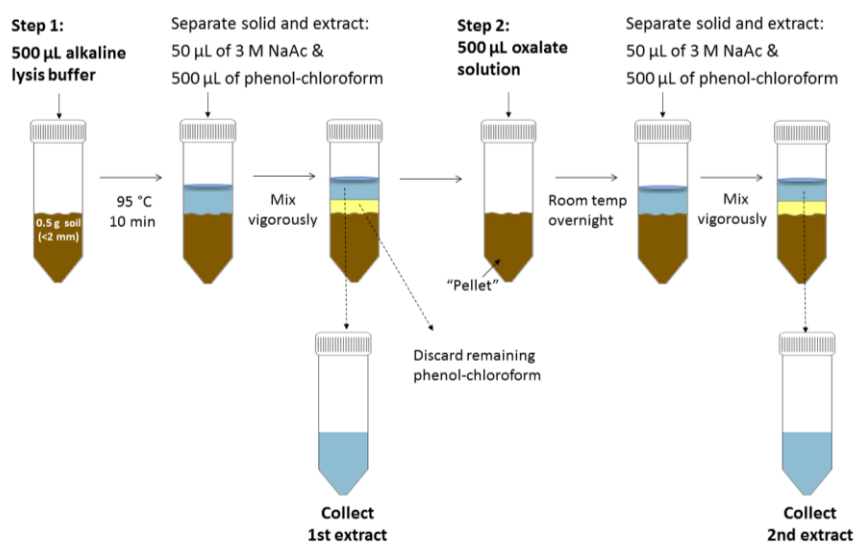 Step 1:
500 µL alkaline
lysis buffer
Separate solid and extract:
50 µL of 3 M NaAc &
500 µL of phenol-chloroform
Step 2:
500 µL oxalate
solution
Separate solid and extract:
50 µL of 3 M NaAc &
500 µL of phenol-chloroform
0.5 g soil
(<2 mm)
95 °C
10 min
Mix
vigorously
"Pellet"
Room temp
overnight
Mix
vigorously
Discard remaining
phenol-chloroform
Collect
1st extract
Collect
2nd extract